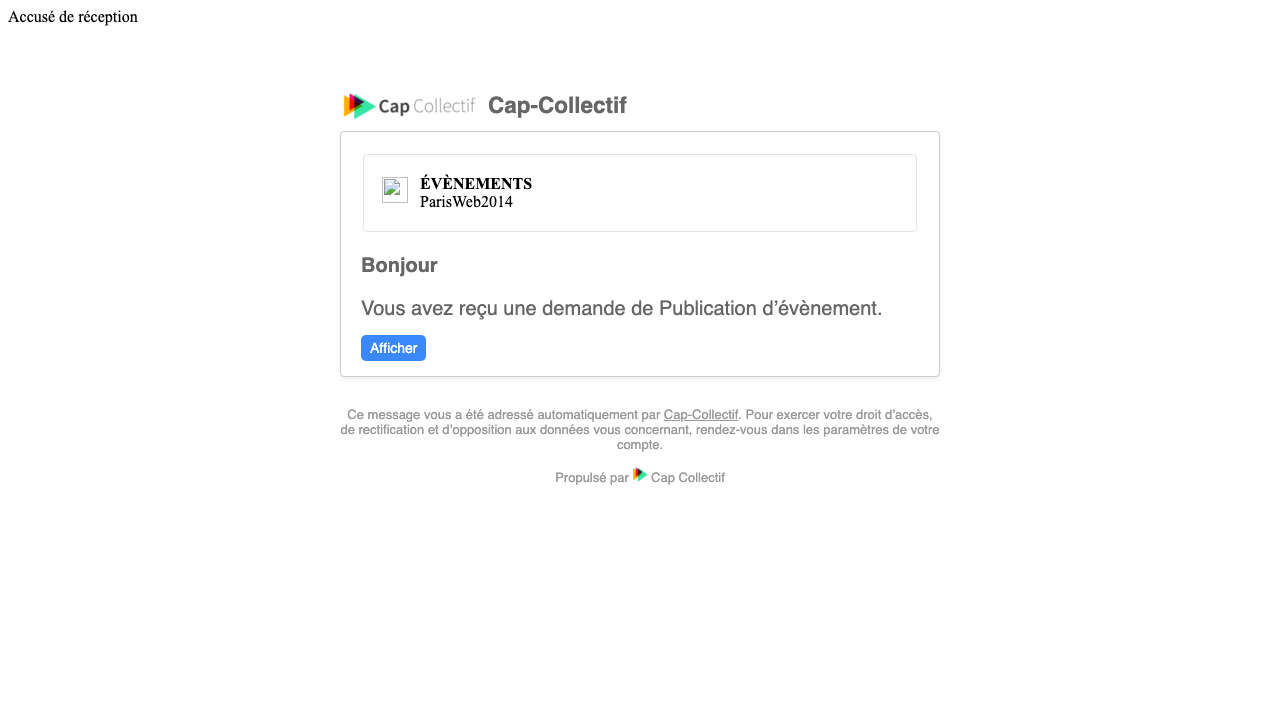 Accusé de réception
Cap Collectif Cap-Collectif
ÉVÈNEMENTS
ParisWeb2014
Bonjour
Vous avez reçu une demande de Publication d’évènement.
Afficher
Ce message vous a été adressé automatiquement par Cap-Collectif. Pour exercer votre droit d’accès,
de rectification et d’opposition aux données vous concernant, rendez-vous dans les paramètres de votre
compte.
Propulsé par Cap Collectif